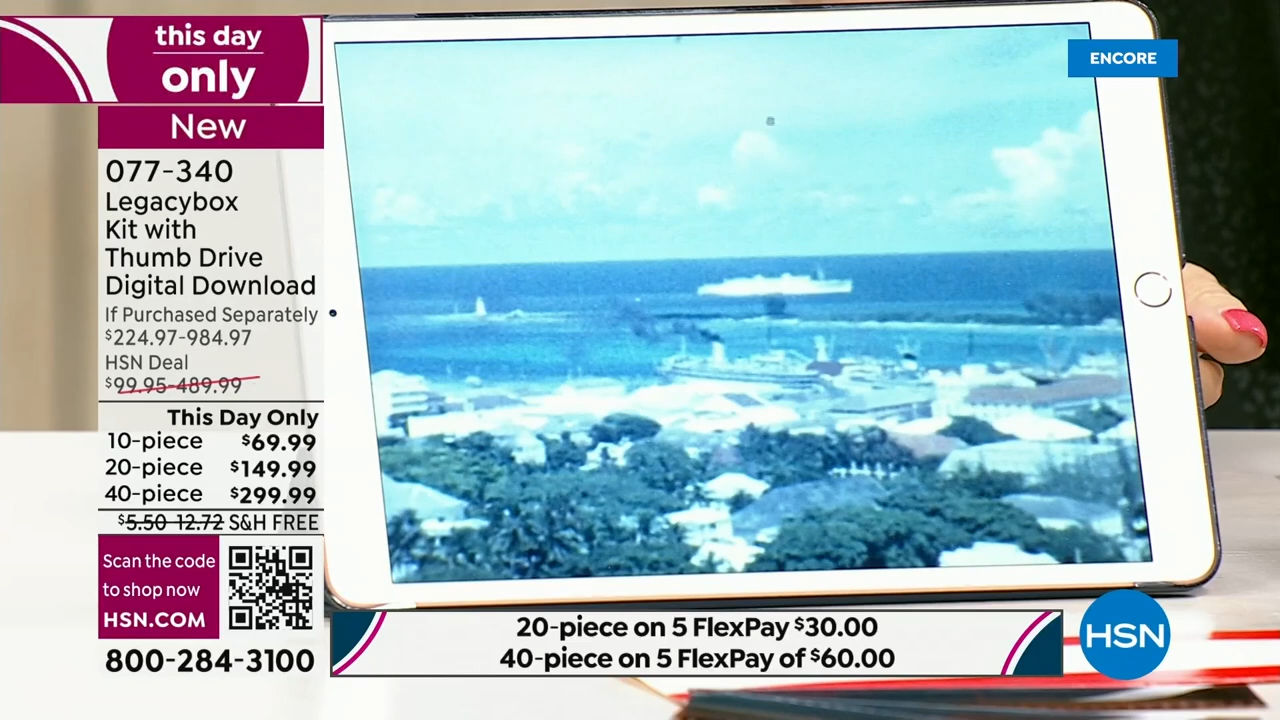 this day
only
New
077-340
Legacybox
Kit with
Thumb Drive
Digital Download
If Purchased Separately
$224.97-984.97
HSN Deal
$99.95-489.99
This Day Only
10-piece $69.99
20-piece $149.99
40-piece $299.99
$5.50-12.72 S&H FREE
Scan the code
to shop now
HSN.COM
800-284-3100
ENCORE
20-piece on 5 FlexPay $30.00
40-piece on 5 FlexPay of $60.00
HSN